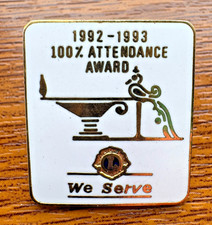 1992-1993
100% ATTENDANCE
AWARD
L
We Serve